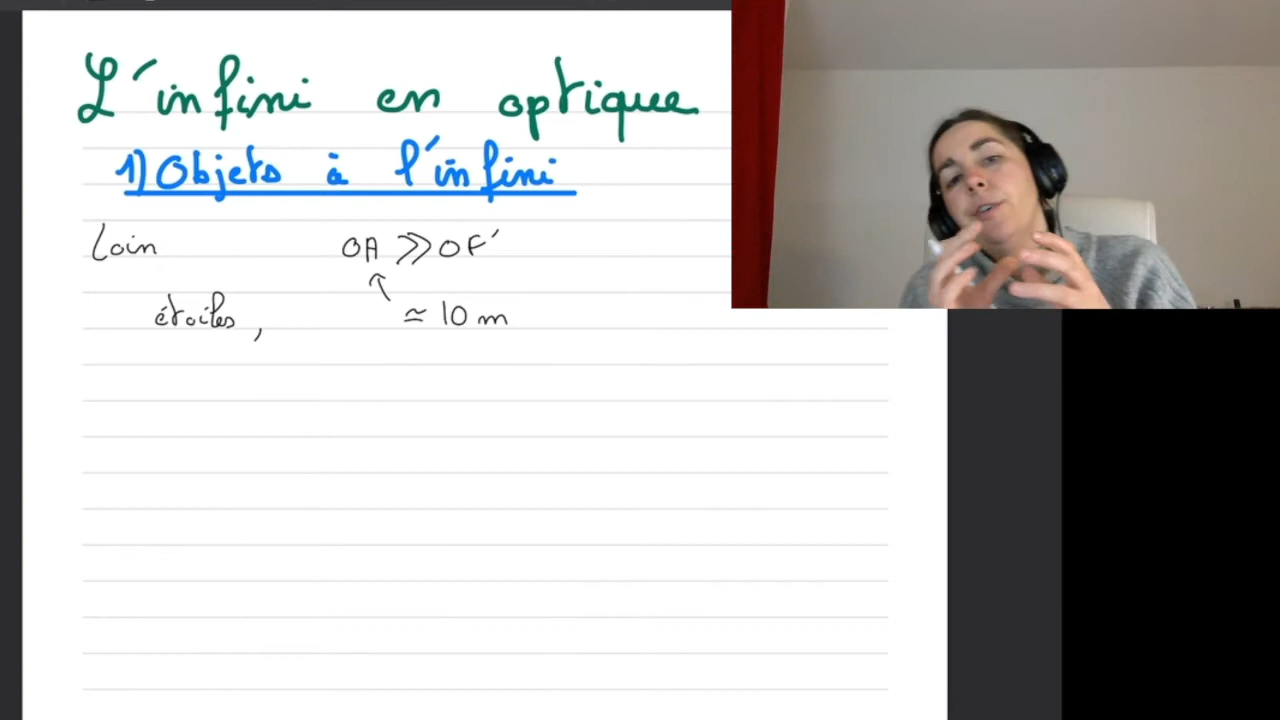 L'infini en optique
1) Objets à l'infini
Loin OA >> OF'
étoiles, ≃ 10 m